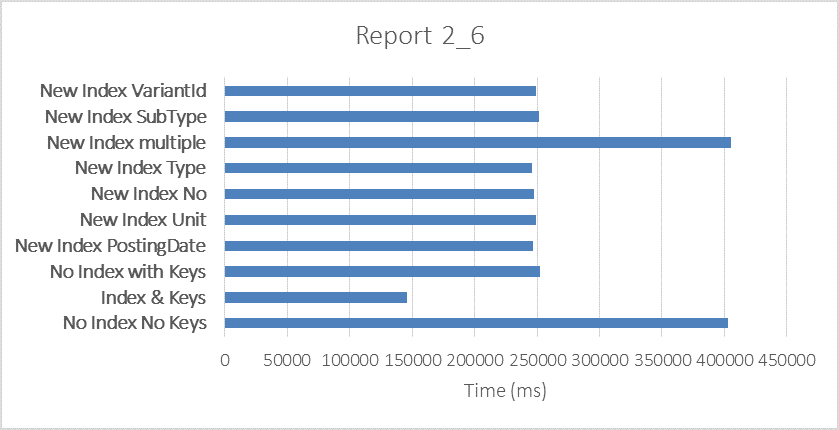 Report 2_6
New Index VariantId
New Index SubType
New Index multiple
New Index Type
New Index No
New Index Unit
New Index PostingDate
No Index with Keys
Index & Keys
No Index No Keys
0 50000 100000 150000 200000 250000 300000 350000 400000 450000
Time (ms)